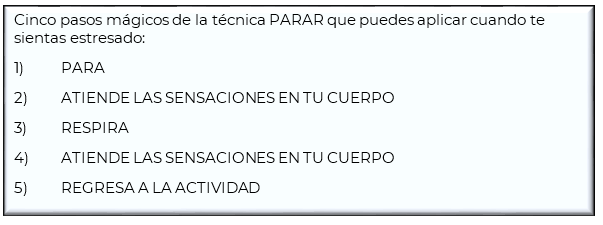 Cinco pasos mágicos de la técnica PARAR que puedes aplicar cuando te
sientas estresado:
1) PARA
2) ATIENDE LAS SENSACIONES EN TU CUERPO
3) RESPIRA
4) ATIENDE LAS SENSACIONES EN TU CUERPO
5) REGRESA A LA ACTIVIDAD